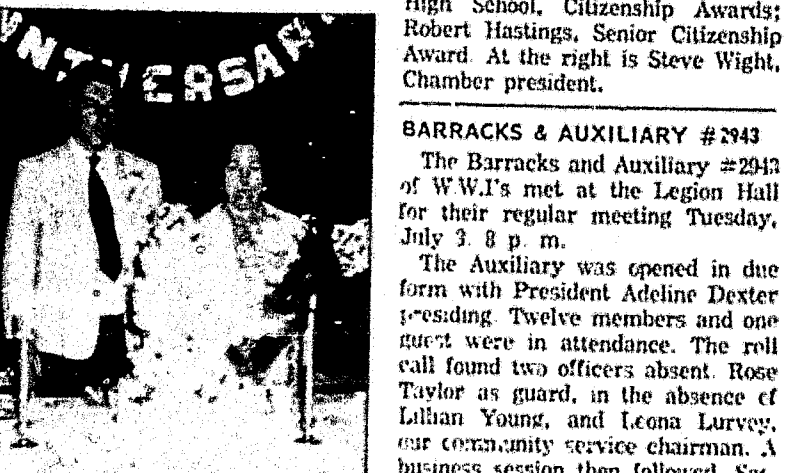 NNIVERSAR
High School, Citizenship Awards;
Robert Hastings, Senior Citizenship
Award. At the right is Steve Wight,
Chamber president.
BARRACKS & AUXILIARY #2943
The Barracks and Auxiliary #2943
of W.W.I's met at the Legion Hall
for their regular meeting Tuesday,
July 3. 8 p. m.
The Auxiliary was opened in due
form with President Adeline Dexter
presiding. Twelve members and one
guest were in attendance. The roll
call found two officers absent. Rose
Taylor as guard, in the absence of
Lillian Young, and Leona Lurvey,
our community service chairman. A
business session then followed.